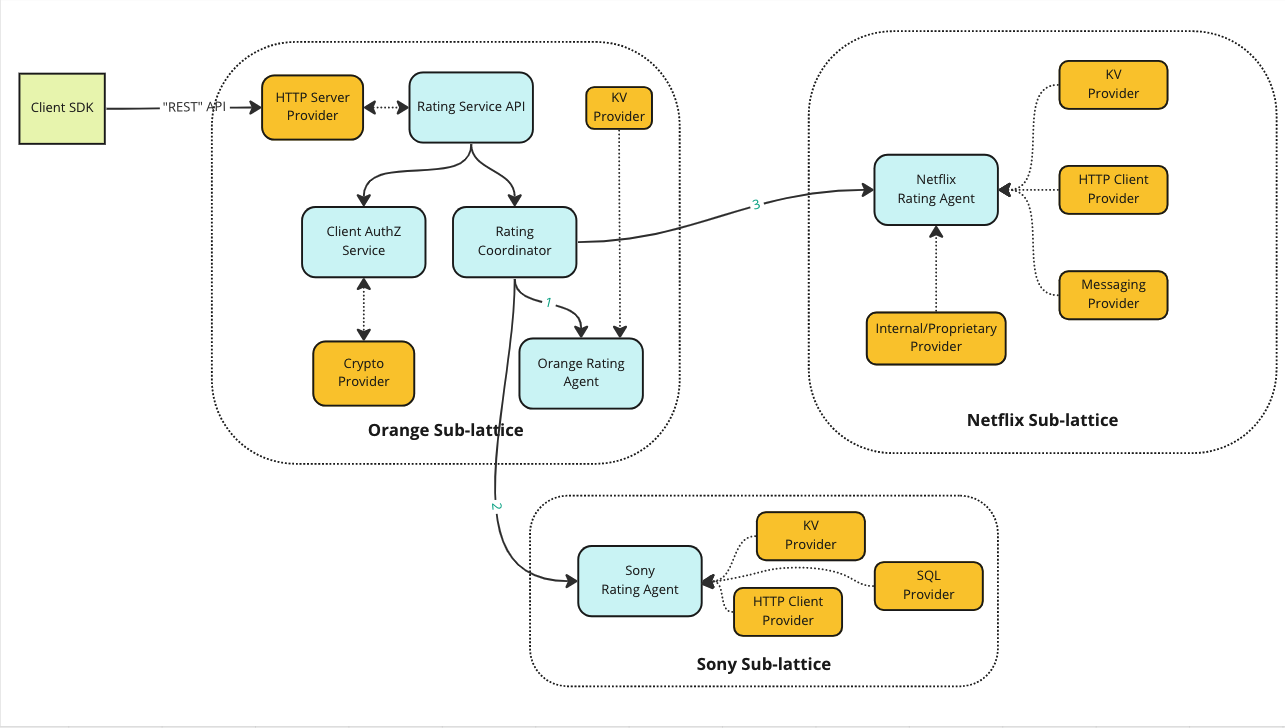 Client SDK
"REST" API
HTTP Server
Provider
Rating Service API
KV
Provider
Client AuthZ
Service
Rating
Coordinator
1
2
3
Crypto
Provider
Orange Rating
Agent
Orange Sub-lattice
Netflix
Rating Agent
KV
Provider
HTTP Client
Provider
Messaging
Provider
Internal/Proprietary
Provider
Netflix Sub-lattice
Sony
Rating Agent
KV
Provider
SQL
Provider
HTTP Client
Provider
Sony Sub-lattice